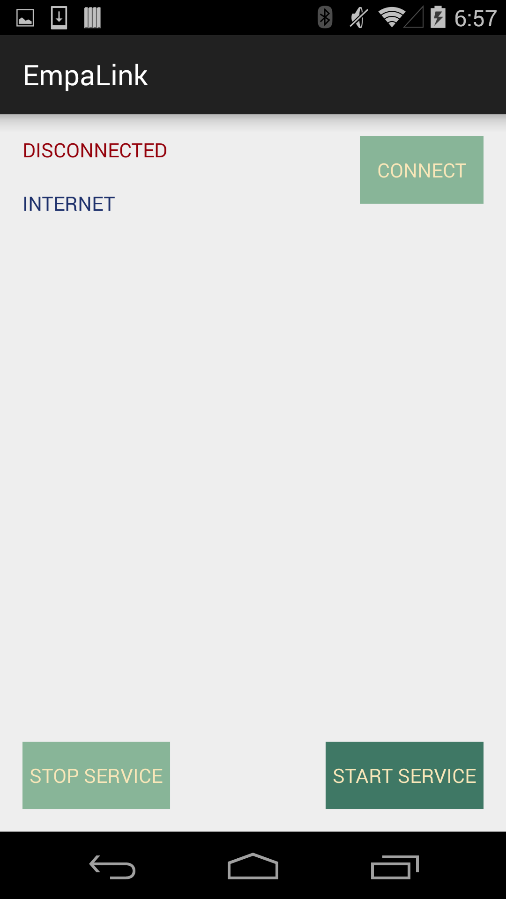 6:57
EmpaLink
DISCONNECTED
CONNECT
INTERNET
STOP SERVICE
START SERVICE